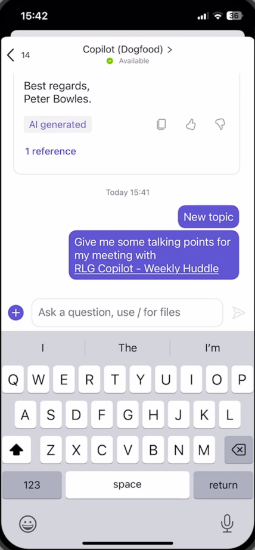 15:42
36
14
Copilot (Dogfood) >
Available
Best regards,
Peter Bowles.
AI generated
1 reference
Today 15:41
New topic
Give me some talking points for
my meeting with
RLG Copilot - Weekly Huddle
Ask a question, use / for files
I The I'm
Q W E R T Y U I O P
A S D F G H J K L
Z X C V B N M
123 space return